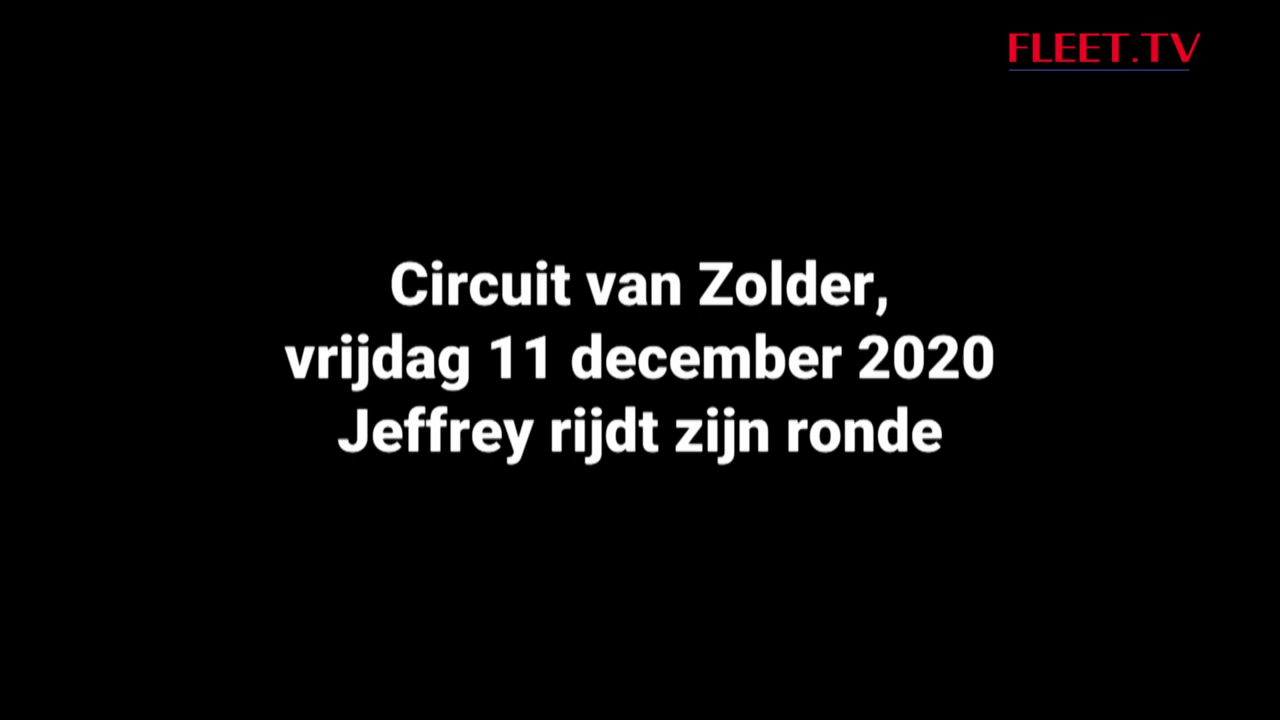 FLEET.TV
Circuit van Zolder,
vrijdag 11 december 2020
Jeffrey rijdt zijn ronde